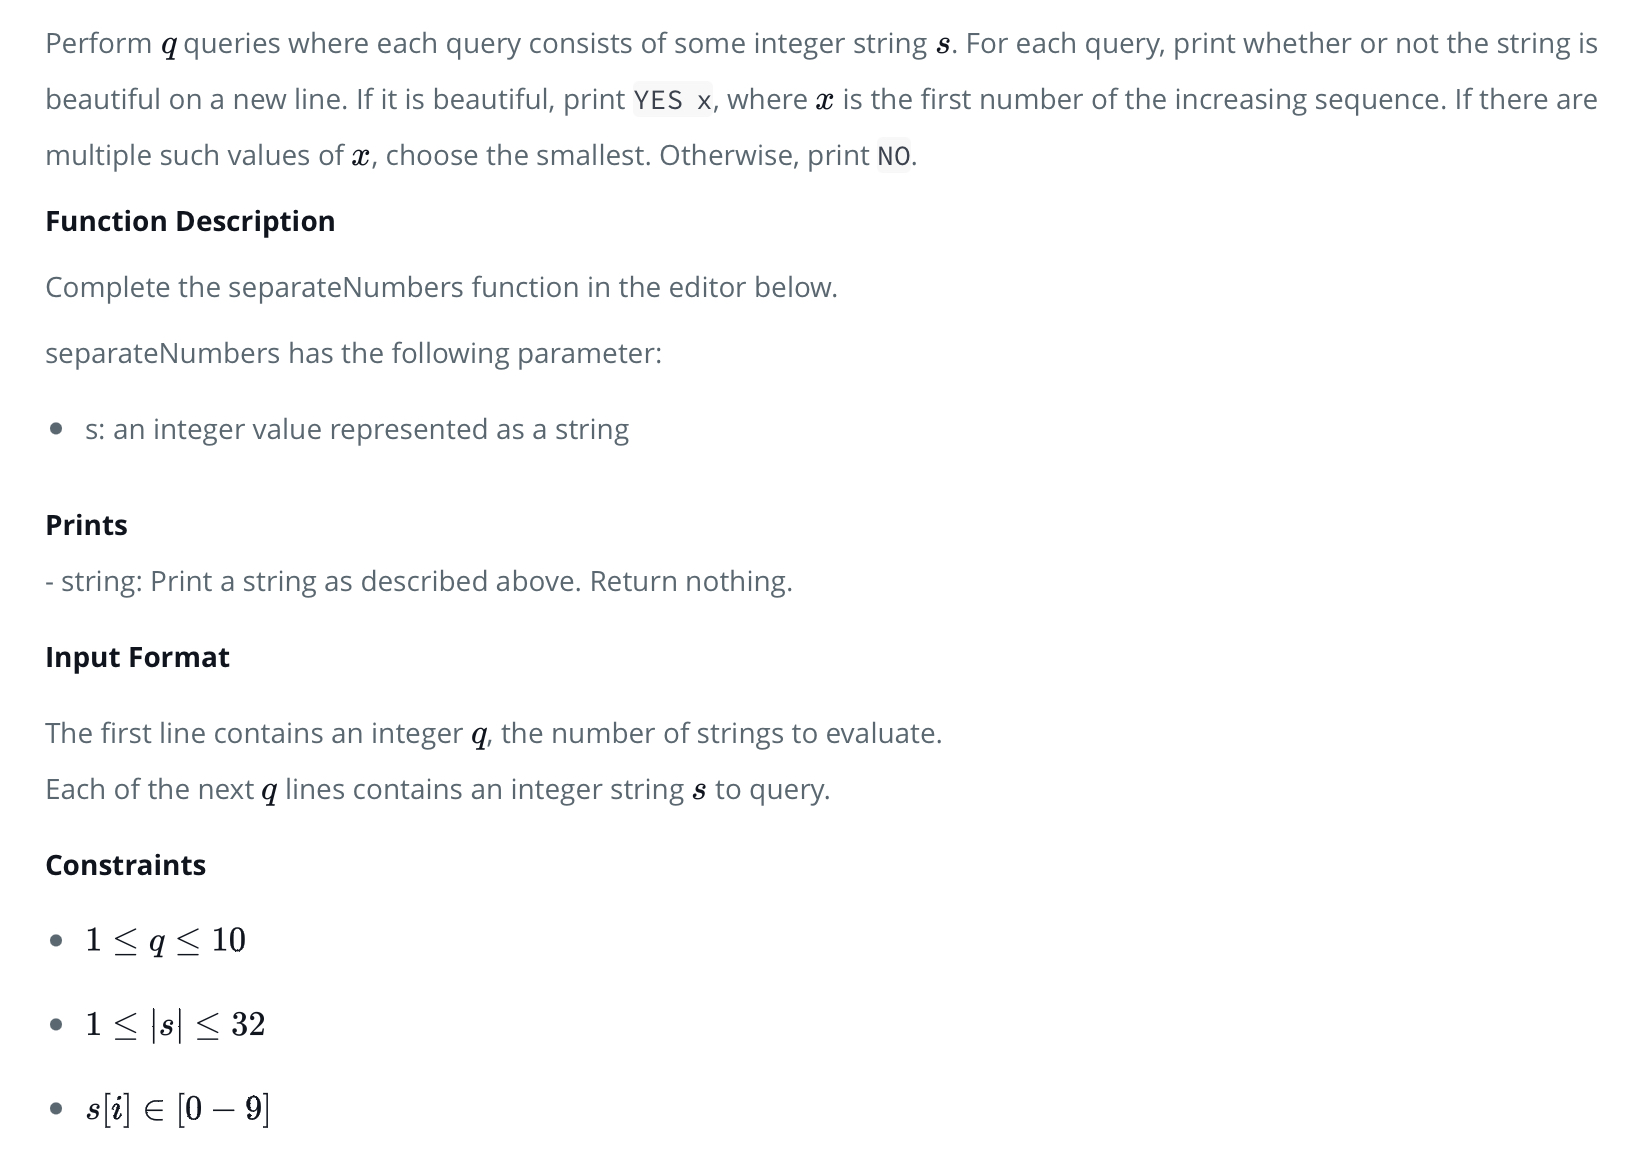 Perform q queries where each query consists of some integer string s. For each query, print whether or not the string is
beautiful on a new line. If it is beautiful, print YES x, where x is the first number of the increasing sequence. If there are
multiple such values of x, choose the smallest. Otherwise, print NO.
Function Description
Complete the separateNumbers function in the editor below.
separateNumbers has the following parameter:
• s: an integer value represented as a string
Prints
- string: Print a string as described above. Return nothing.
Input Format
The first line contains an integer q, the number of strings to evaluate.
Each of the next q lines contains an integer string s to query.
Constraints
• 1 ≤ q ≤ 10
• 1 ≤ |s| ≤ 32
• s[i] ∈ [0 − 9]